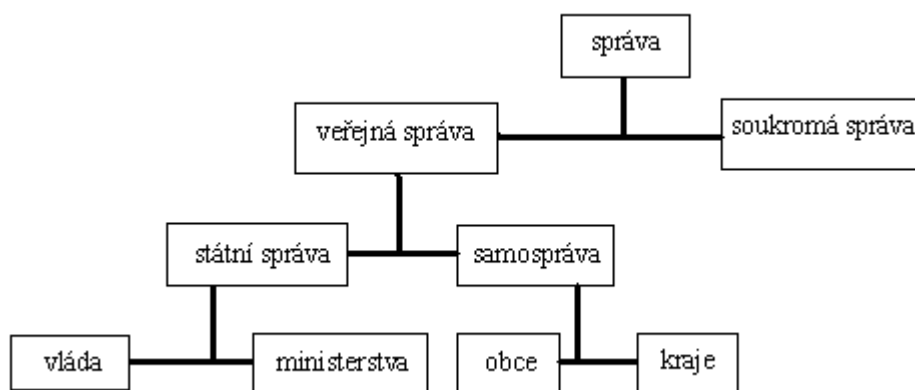 správa
veřejná správa
soukromá správa
státní správa
samospráva
vláda
ministerstva
obce
kraje